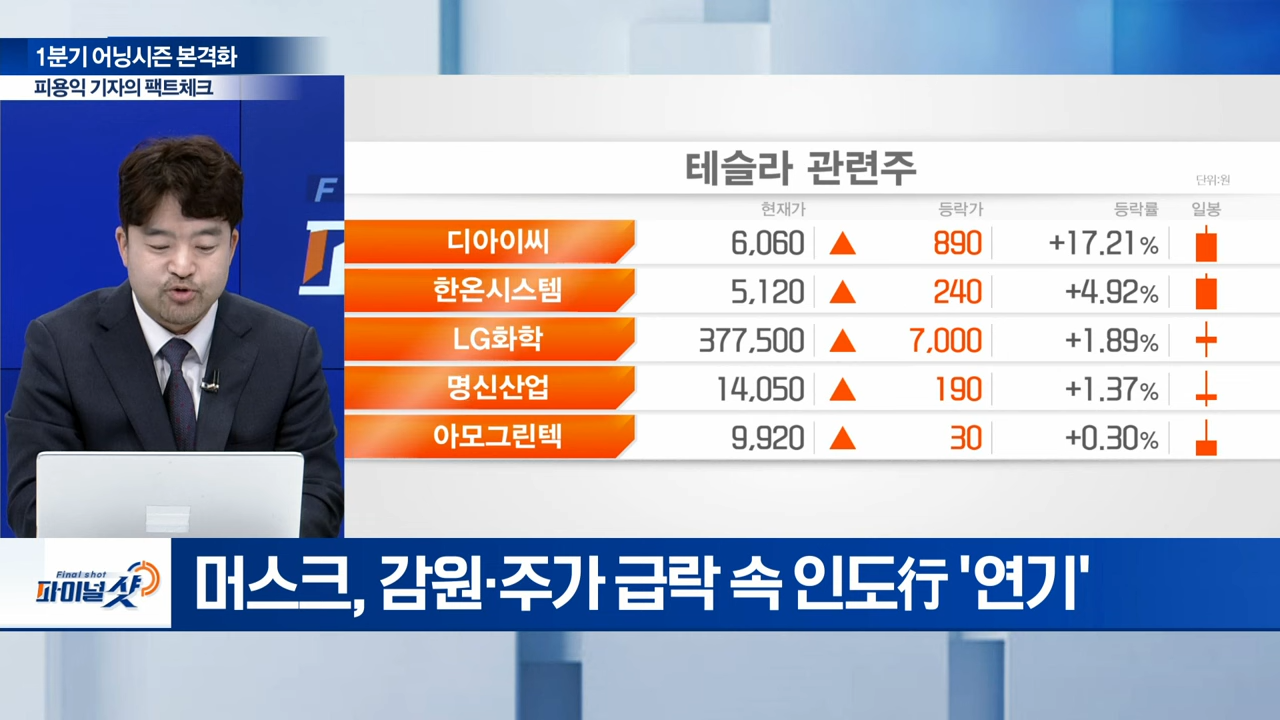 1분기 어닝시즌 본격화
피용익 기자의 팩트체크
F
테슬라 관련주
단위:원
현재가 등락가 등락률 일봉
디아이씨 6,060 ▲ 890 +17.21%
한온시스템 5,120 ▲ 240 +4.92%
LG화학 377,500 ▲ 7,000 +1.89%
명신산업 14,050 ▲ 190 +1.37%
아모그린텍 9,920 ▲ 30 +0.30%
Final shot
파이널샷
머스크, 감원·주가 급락 속 인도行 '연기'